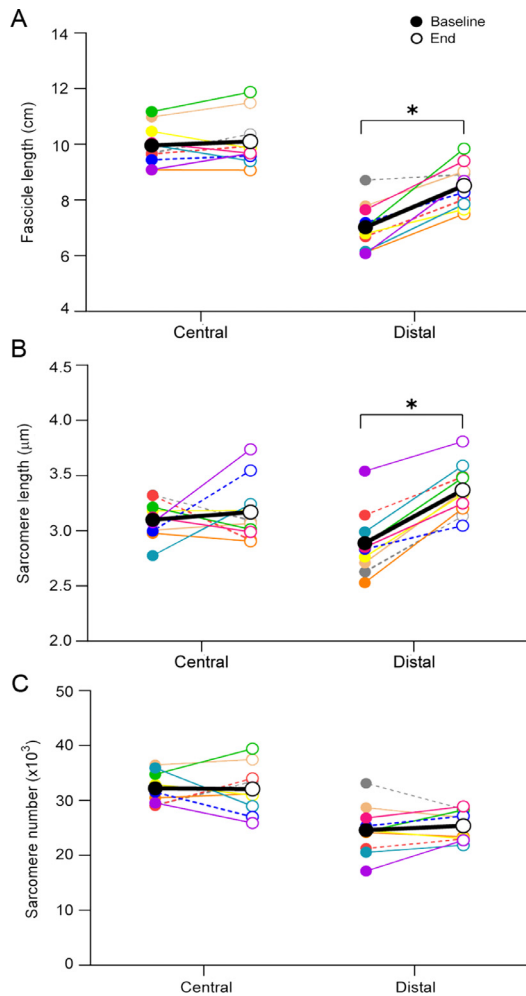 A
Baseline
End
Fascicle length (cm)
14
12
10
8
6
4
*
Central
Distal
B
Sarcomere length (μm)
4.5
4.0
3.5
3.0
2.5
2.0
*
Central
Distal
C
Sarcomere number (x10³)
50
40
30
20
10
0
Central
Distal